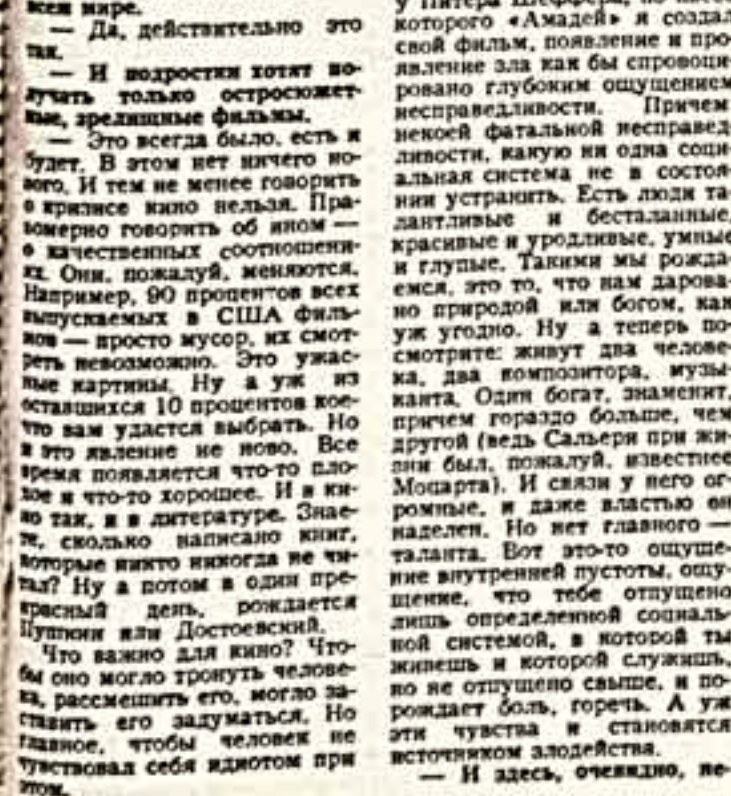 всем мире.
— Да, действительно это
так.
— И подростки хотят по-
лучать только остросюжет-
ные, зрелищные фильмы.
— Это всегда было, есть и
будет. В этом нет ничего но-
вого. И тем не менее говорить
о кризисе кино нельзя. Пра-
вомерно говорить об ином —
о качественных соотношени-
ях. Они, пожалуй, меняются.
Например, 90 процентов всех
выпускаемых в США филь-
мов — просто мусор, их смот-
реть невозможно. Это ужас-
ные картины. Ну а уж из
оставшихся 10 процентов кое-
что вам удастся выбрать. Но
и это явление не ново. Все
время появляется что-то пло-
хое и что-то хорошее. И в ки-
но так, и в литературе. Знае-
те, сколько написано книг,
которые никто никогда не чи-
тал? Ну а потом в один пре-
красный день, рождается
Пушкин или Достоевский.
Что важно для кино? Что-
бы оно могло тронуть челове-
ка, рассмешить его, могло за-
ставить его задуматься. Но
главное, чтобы человек не
чувствовал себя идиотом при
этом.
у Питера Шеффера, по
которого «Амадей» я создал
свой фильм, появление и про-
явление зла как бы спровоци-
ровано глубоким ощущением
несправедливости. Причем
некоей фатальной несправед-
ливости, какую ни одна соци-
альная система не в состоя-
нии устранить. Есть люди та-
лантливые и бесталанные,
красивые и уродливые, умные
и глупые. Такими мы рожда-
емся, это то, что нам дарова-
но природой или богом, как
уж угодно. Ну а теперь по-
смотрите: живут два челове-
ка, два композитора, музы-
канта. Один богат, знаменит,
причем гораздо больше, чем
другой (ведь Сальери при жи-
зни был, пожалуй, известнее
Моцарта). И связи у него ог-
ромные, и даже властью он
наделен. Но нет главного —
таланта. Вот это-то ощуще-
ние внутренней пустоты, ощу-
щение, что тебе отпущено
лишь определенной социаль-
ной системой, в которой ты
живешь и которой служишь,
но не отпущено свыше, и по-
рождает боль, горечь. А уж
эти чувства и становятся
источником злодейства.
— И здесь, очевидно, не-